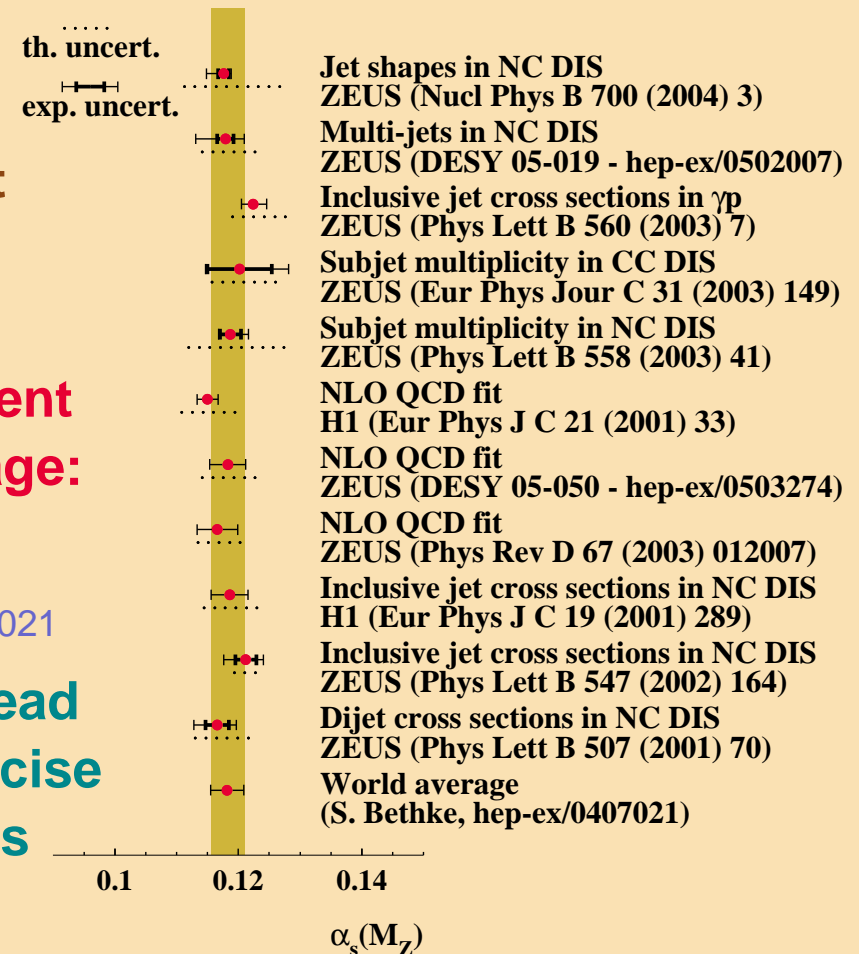 th. uncert.
exp. uncert.
t
ent
age:
021
ead
cise
s
Jet shapes in NC DIS
ZEUS (Nucl Phys B 700 (2004) 3)
Multi-jets in NC DIS
ZEUS (DESY 05-019 - hep-ex/0502007)
Inclusive jet cross sections in γp
ZEUS (Phys Lett B 560 (2003) 7)
Subjet multiplicity in CC DIS
ZEUS (Eur Phys Jour C 31 (2003) 149)
Subjet multiplicity in NC DIS
ZEUS (Phys Lett B 558 (2003) 41)
NLO QCD fit
H1 (Eur Phys J C 21 (2001) 33)
NLO QCD fit
ZEUS (DESY 05-050 - hep-ex/0503274)
NLO QCD fit
ZEUS (Phys Rev D 67 (2003) 012007)
Inclusive jet cross sections in NC DIS
H1 (Eur Phys J C 19 (2001) 289)
Inclusive jet cross sections in NC DIS
ZEUS (Phys Lett B 547 (2002) 164)
Dijet cross sections in NC DIS
ZEUS (Phys Lett B 507 (2001) 70)
World average
(S. Bethke, hep-ex/0407021)
0.1 0.12 0.14
αs(MZ)